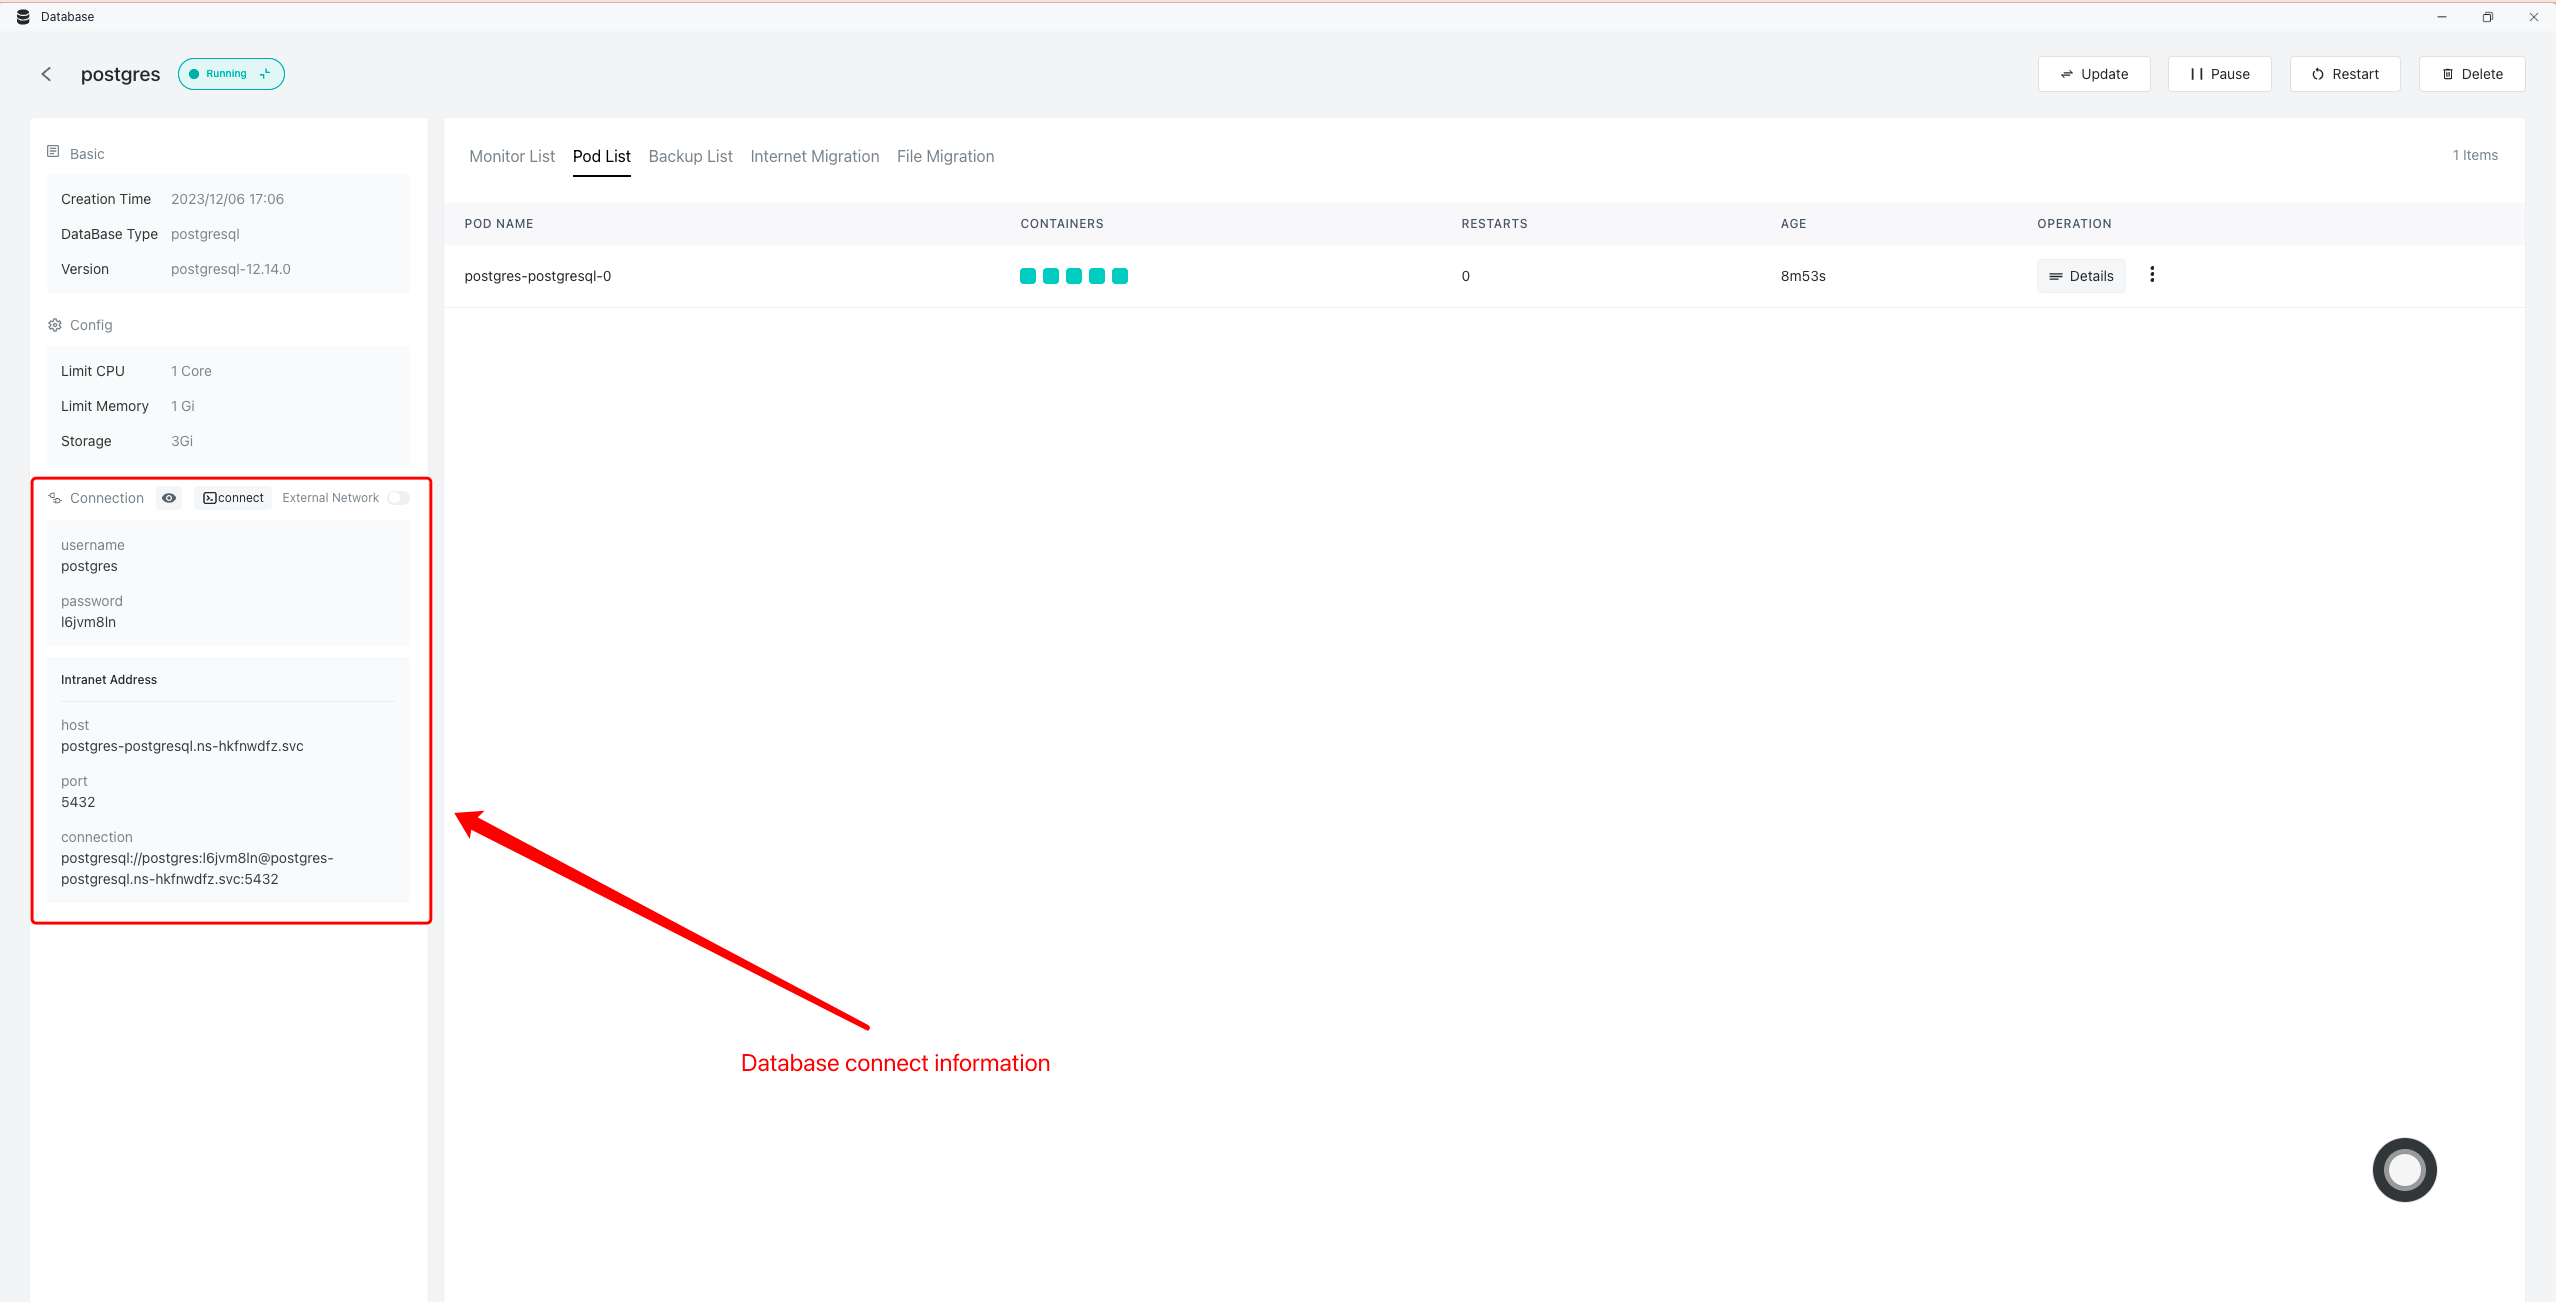 Database
postgres
Running
Update
Pause
Restart
Delete
Basic
Creation Time 2023/12/06 17:06
DataBase Type postgresql
Version postgresql-12.14.0
Config
Limit CPU 1 Core
Limit Memory 1 Gi
Storage 3Gi
Connection connect External Network
username
postgres
password
l6jvm8ln
Intranet Address
host
postgres-postgresql.ns-hkfnwdfz.svc
port
5432
connection
postgresql://postgres:l6jvm8ln@postgres-
postgresql.ns-hkfnwdfz.svc:5432
Monitor List Pod List Backup List Internet Migration File Migration 1 Items
POD NAME CONTAINERS RESTARTS AGE OPERATION
postgres-postgresql-0 0 8m53s Details
Database connect information